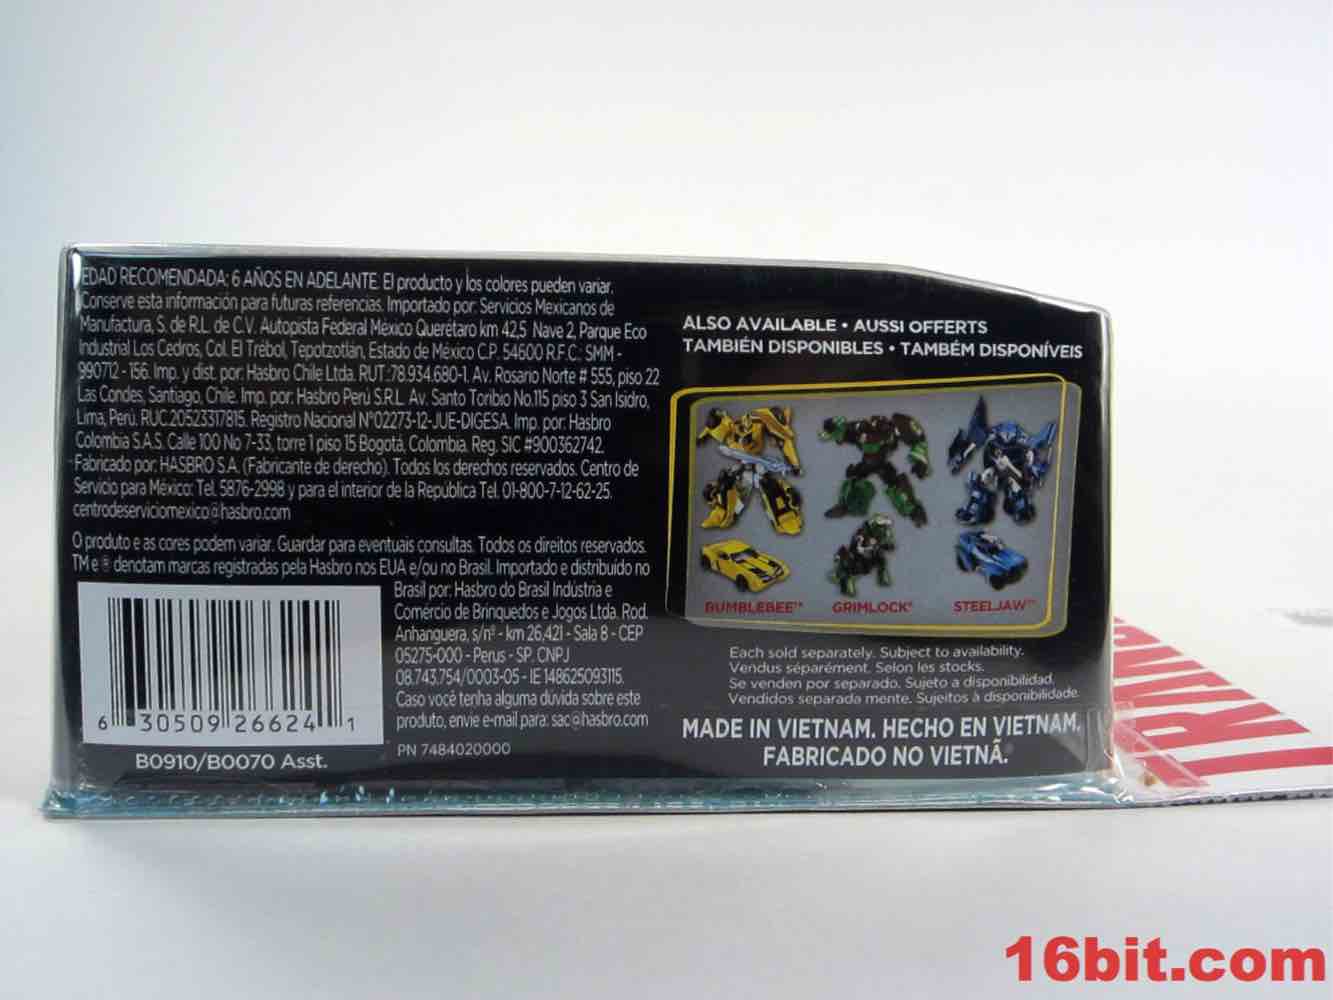 EDAD RECOMENDADA: 6 AÑOS EN ADELANTE. El producto y los colores pueden variar.
Conserve esta información para futuras referencias. Importado por: Servicios Mexicanos de
Manufactura, S. de R.L. de C.V. Autopista Federal México Querétaro km 42,5 Nave 2, Parque Eco
Industrial Los Cedros, Col. El Trébol, Tepotzotlán, Estado de México C.P. 54600 R.F.C.: SMM -
990712 - 156. Imp. y dist. por: Hasbro Chile Ltda. RUT :78.934.680-1. Av. Rosario Norte # 555, piso 22
Las Condes, Santiago, Chile. Imp. por: Hasbro Perú S.R.L. Av. Santo Toribio No.115 piso 3 San Isidro,
Lima, Perú. RUC.20523317815. Registro Nacional N°02273-12-JUE-DIGESA. Imp. por: Hasbro
Colombia S.A.S. Calle 100 No 7-33, torre 1 piso 15 Bogotá, Colombia. Reg. SIC #900362742.
Fabricado por: HASBRO S.A. (Fabricante de derecho). Todos los derechos reservados. Centro de
Servicio para México: Tel. 5876-2998 y para el interior de la República Tel. 01-800-7-12-62-25.
centrodeserviciomexico@hasbro.com
O produto e as cores podem variar. Guardar para eventuais consultas. Todos os direitos reservados.
TM e ® denotam marcas registradas pela Hasbro nos EUA e/ou no Brasil. Importado e distribuído no
Brasil por: Hasbro do Brasil Indústria e
Comércio de Brinquedos e Jogos Ltda. Rod.
Anhanguera, s/nº - km 26,421 - Sala 8 - CEP
05275-000 - Perus - SP. CNPJ
08.743.754/0003-05 - IE 148625093115.
Caso você tenha alguma dúvida sobre este
produto, envie e-mail para: sac@hasbro.com
PN 7484020000
6 30509 26624 1
B0910/B0070 Asst.
ALSO AVAILABLE • AUSSI OFFERTS
TAMBIÉN DISPONIBLES • TAMBÉM DISPONÍVEIS
BUMBLEBEE™ GRIMLOCK® STEELJAW™
Each sold separately. Subject to availability.
Vendus séparément. Selon les stocks.
Se venden por separado. Sujeto a disponibilidad.
Vendidos separada mente. Sujeitos à disponibilidade.
MADE IN VIETNAM. HECHO EN VIETNAM.
FABRICADO NO VIETNÃ.
16bit.com